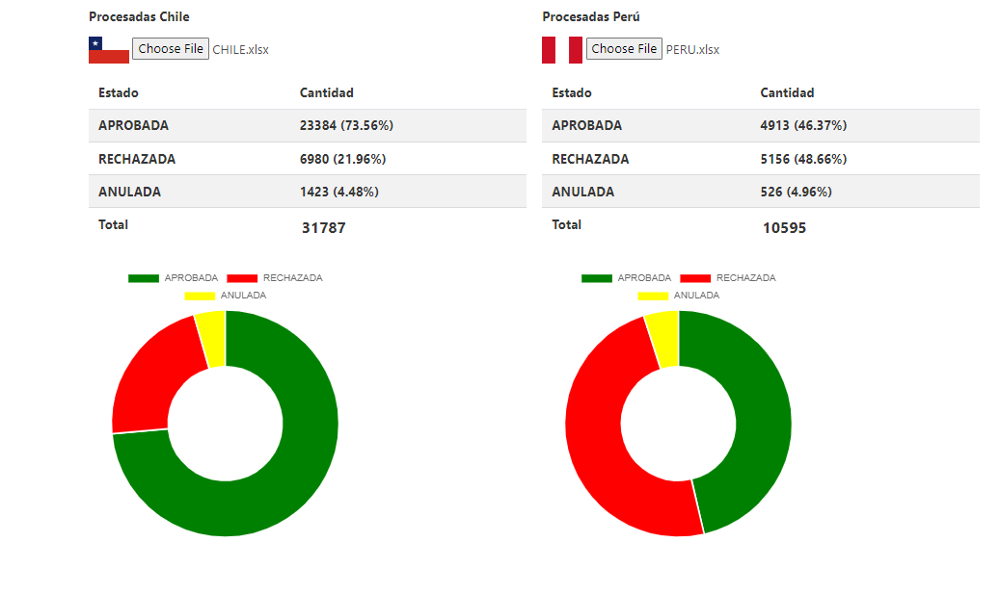 Procesadas Chile
Choose File CHILE.xlsx
Estado Cantidad
APROBADA 23384 (73.56%)
RECHAZADA 6980 (21.96%)
ANULADA 1423 (4.48%)
Total 31787
APROBADA RECHAZADA
ANULADA
Procesadas Perú
Choose File PERU.xlsx
Estado Cantidad
APROBADA 4913 (46.37%)
RECHAZADA 5156 (48.66%)
ANULADA 526 (4.96%)
Total 10595
APROBADA RECHAZADA
ANULADA